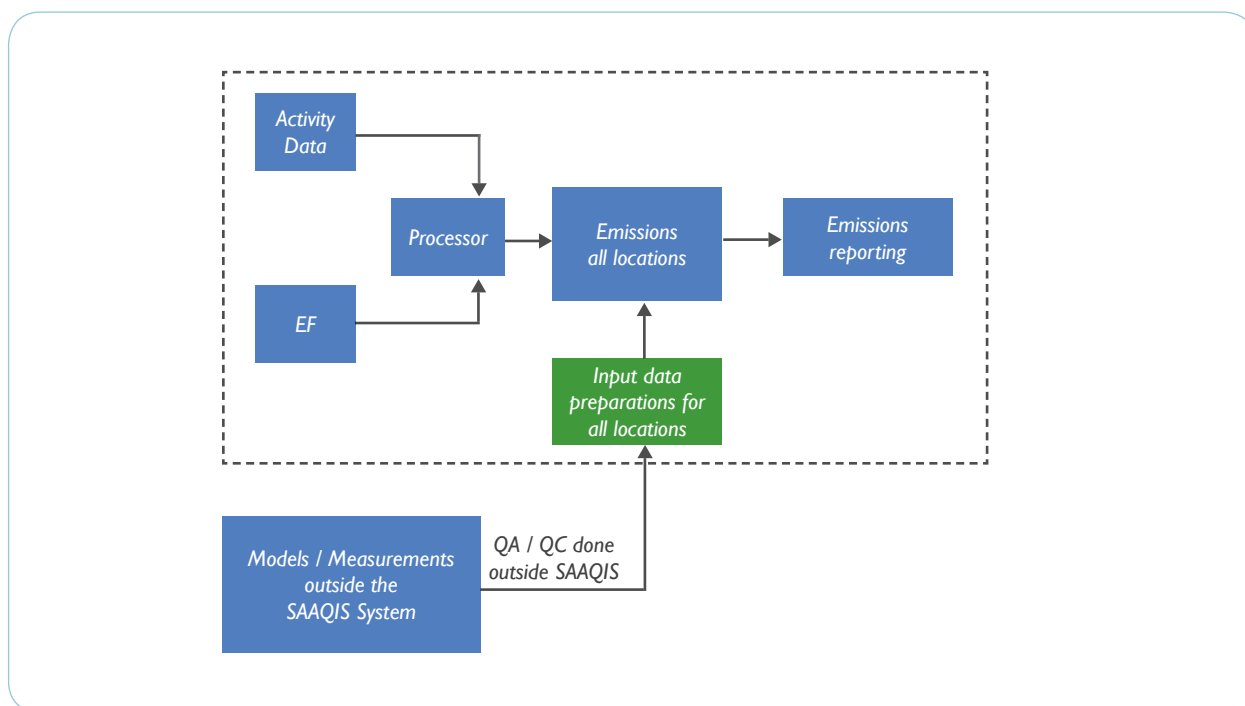 Activity
Data
Processor
Emissions
all locations
Emissions
reporting
EF
Input data
preparations for
all locations
Models / Measurements
outside the
SAAQIS System
QA / QC done
outside SAAQIS